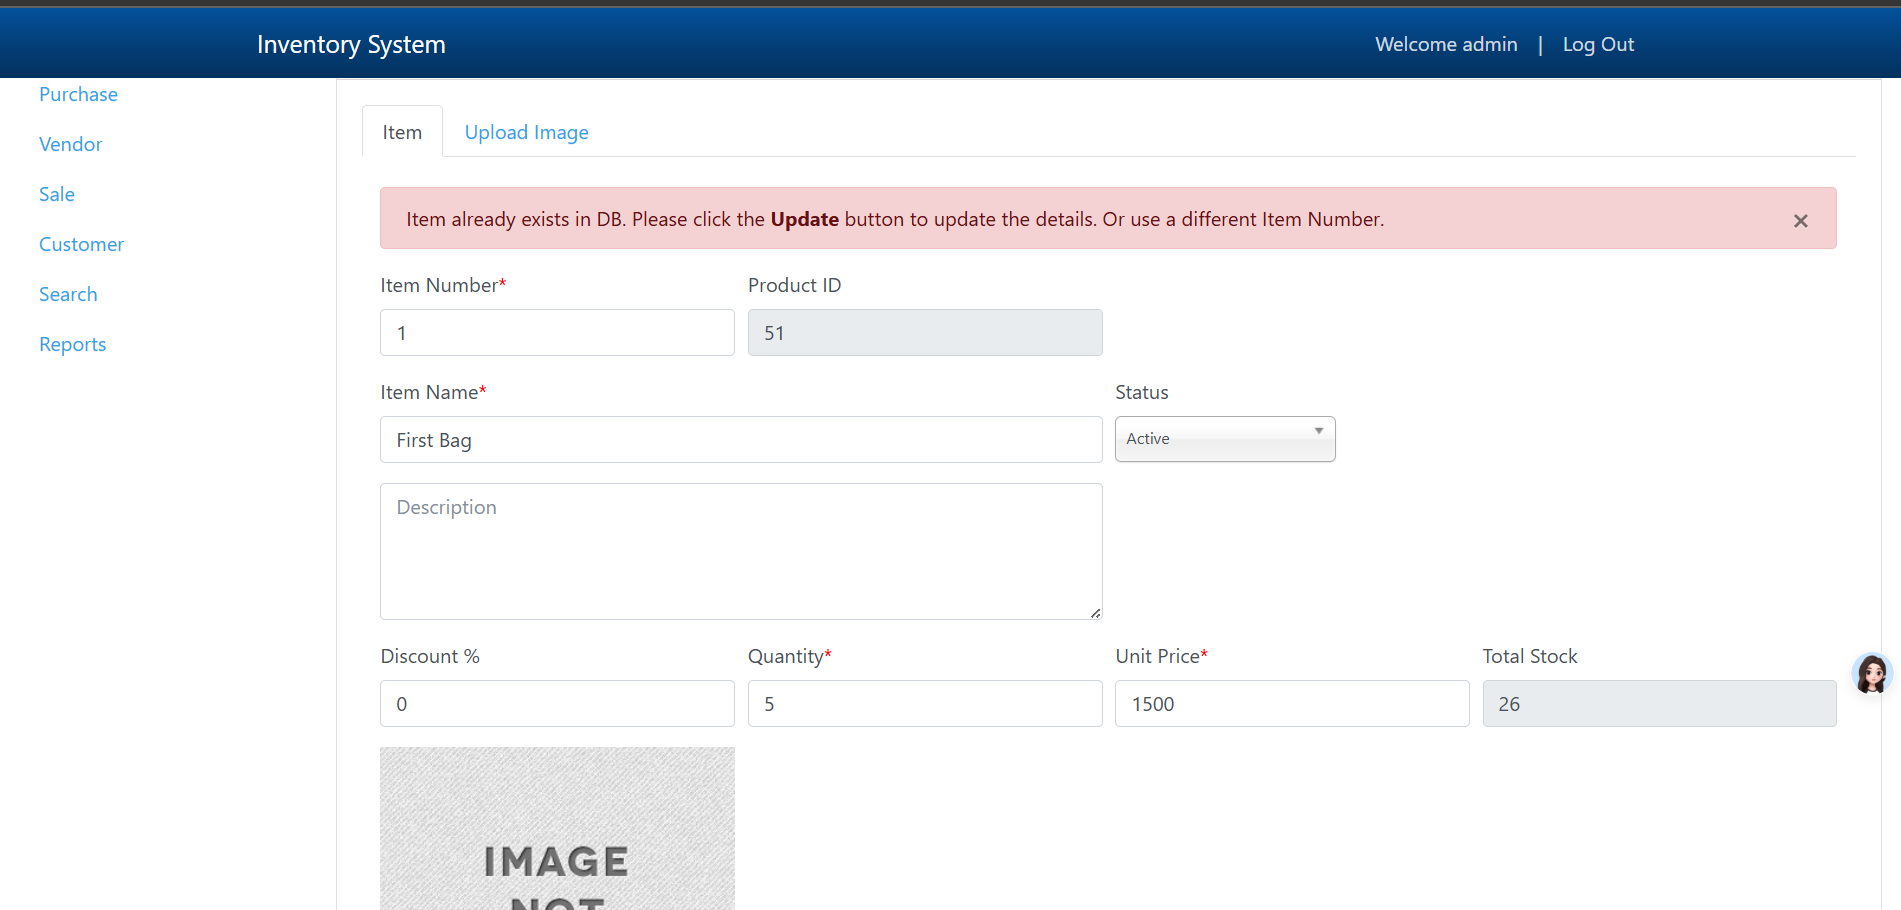 Inventory System
Welcome admin | Log Out
Purchase
Vendor
Sale
Customer
Search
Reports
Item
Upload Image
Item already exists in DB. Please click the Update button to update the details. Or use a different Item Number.
×
Item Number*
Product ID
1
51
Item Name*
Status
First Bag
Active
Description
Discount %
Quantity*
Unit Price*
Total Stock
0
5
1500
26
IMAGE
NOT